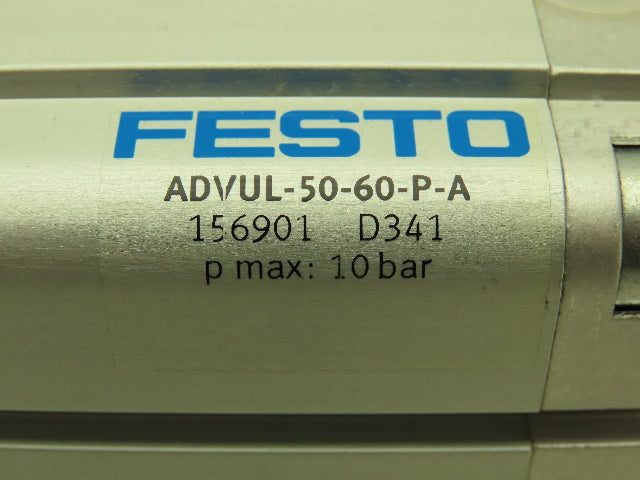 FESTO
ADVUL-50-60-P-A
156901 D341
p max: 10 bar